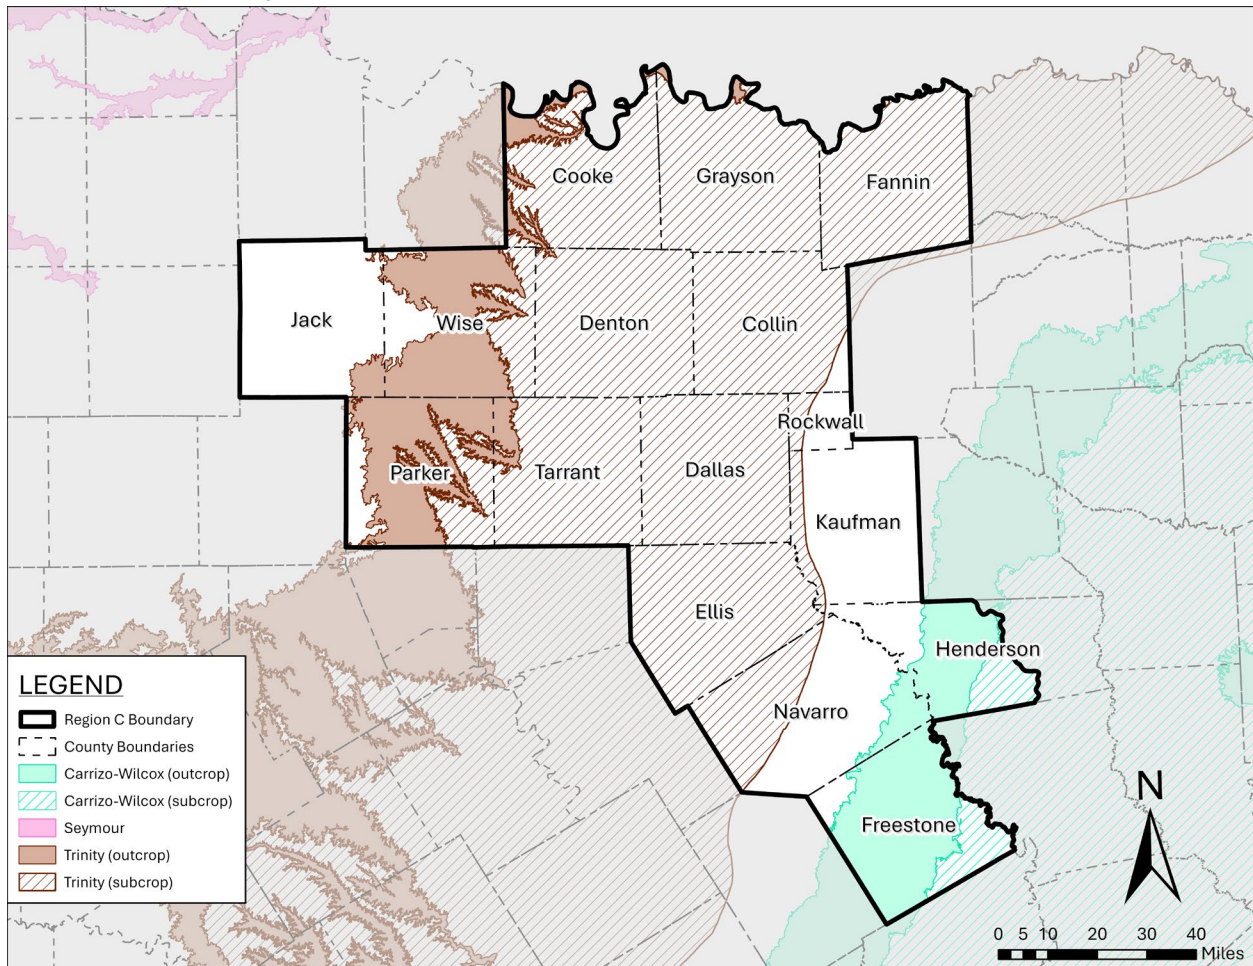 Cooke
Grayson
Fannin
Jack
Wise
Denton
Collin
Rockwall
Parker
Tarrant
Dallas
Kaufman
Ellis
Henderson
Navarro
Freestone
LEGEND
Region C Boundary
County Boundaries
Carrizo-Wilcox (outcrop)
Carrizo-Wilcox (subcrop)
Seymour
Trinity (outcrop)
Trinity (subcrop)
N
0 5 10 20 30 40
Miles